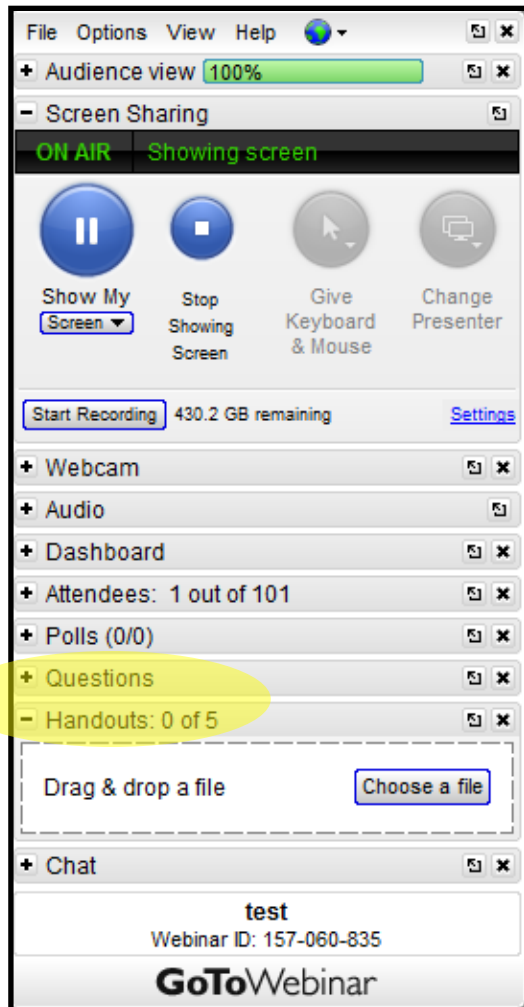 File Options View Help
Audience view 100%
Screen Sharing
ON AIR Showing screen
Show My
Screen
Stop
Showing
Screen
Give
Keyboard
& Mouse
Change
Presenter
Start Recording 430.2 GB remaining Settings
Webcam
Audio
Dashboard
Attendees: 1 out of 101
Polls (0/0)
Questions
Handouts: 0 of 5
Drag & drop a file Choose a file
Chat
test
Webinar ID: 157-060-835
GoToWebinar